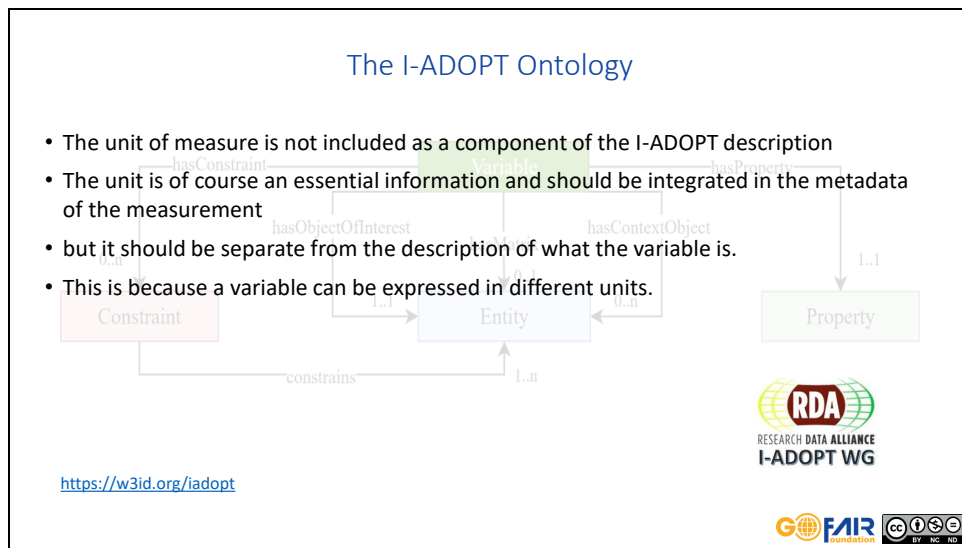 The I-ADOPT Ontology
• The unit of measure is not included as a component of the I-ADOPT description
• The unit is of course an essential information and should be integrated in the metadata
of the measurement
• but it should be separate from the description of what the variable is.
• This is because a variable can be expressed in different units.
hasConstraint
Variable
hasProperty
hasObjectOfInterest
hasMatrix
hasContextObject
0..n
0..1
1..1
1..1
0..n
Constraint
Entity
Property
constrains
1..n
RDA
RESEARCH DATA ALLIANCE
I-ADOPT WG
https://w3id.org/iadopt
GO FAIR
foundation
cc
BY NC ND